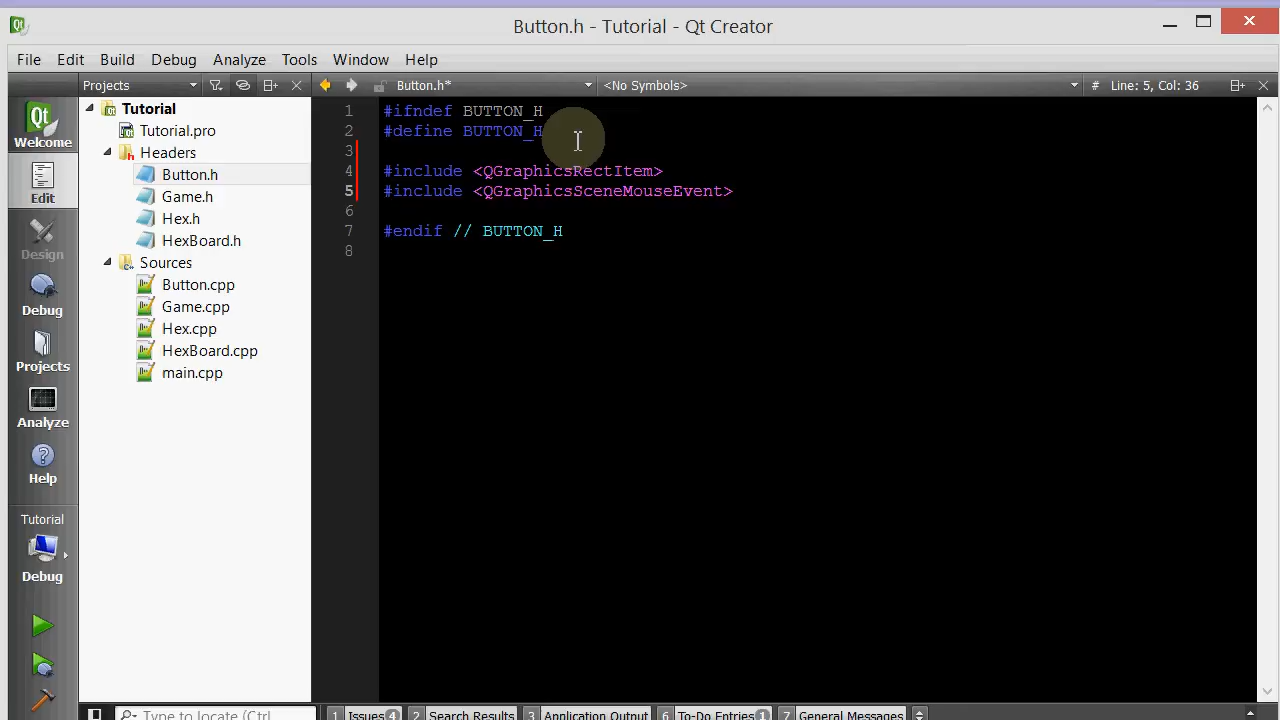 Button.h - Tutorial - Qt Creator
File Edit Build Debug Analyze Tools Window Help
Projects Button.h* <No Symbols> # Line: 5, Col: 36
Welcome
Edit
Design
Debug
Projects
Analyze
Help
Tutorial
Debug
Tutorial
Tutorial.pro
Headers
Button.h
Game.h
Hex.h
HexBoard.h
Sources
Button.cpp
Game.cpp
Hex.cpp
HexBoard.cpp
main.cpp
1 #ifndef BUTTON_H
2 #define BUTTON_H
3
4 #include <QGraphicsRectItem>
5 #include <QGraphicsSceneMouseEvent>
6
7 #endif // BUTTON_H
8
Type to locate (Ctrl 1 Issues 4 2 Search Results 3 Application Output 6 To-Do Entries 1 7 General Messages